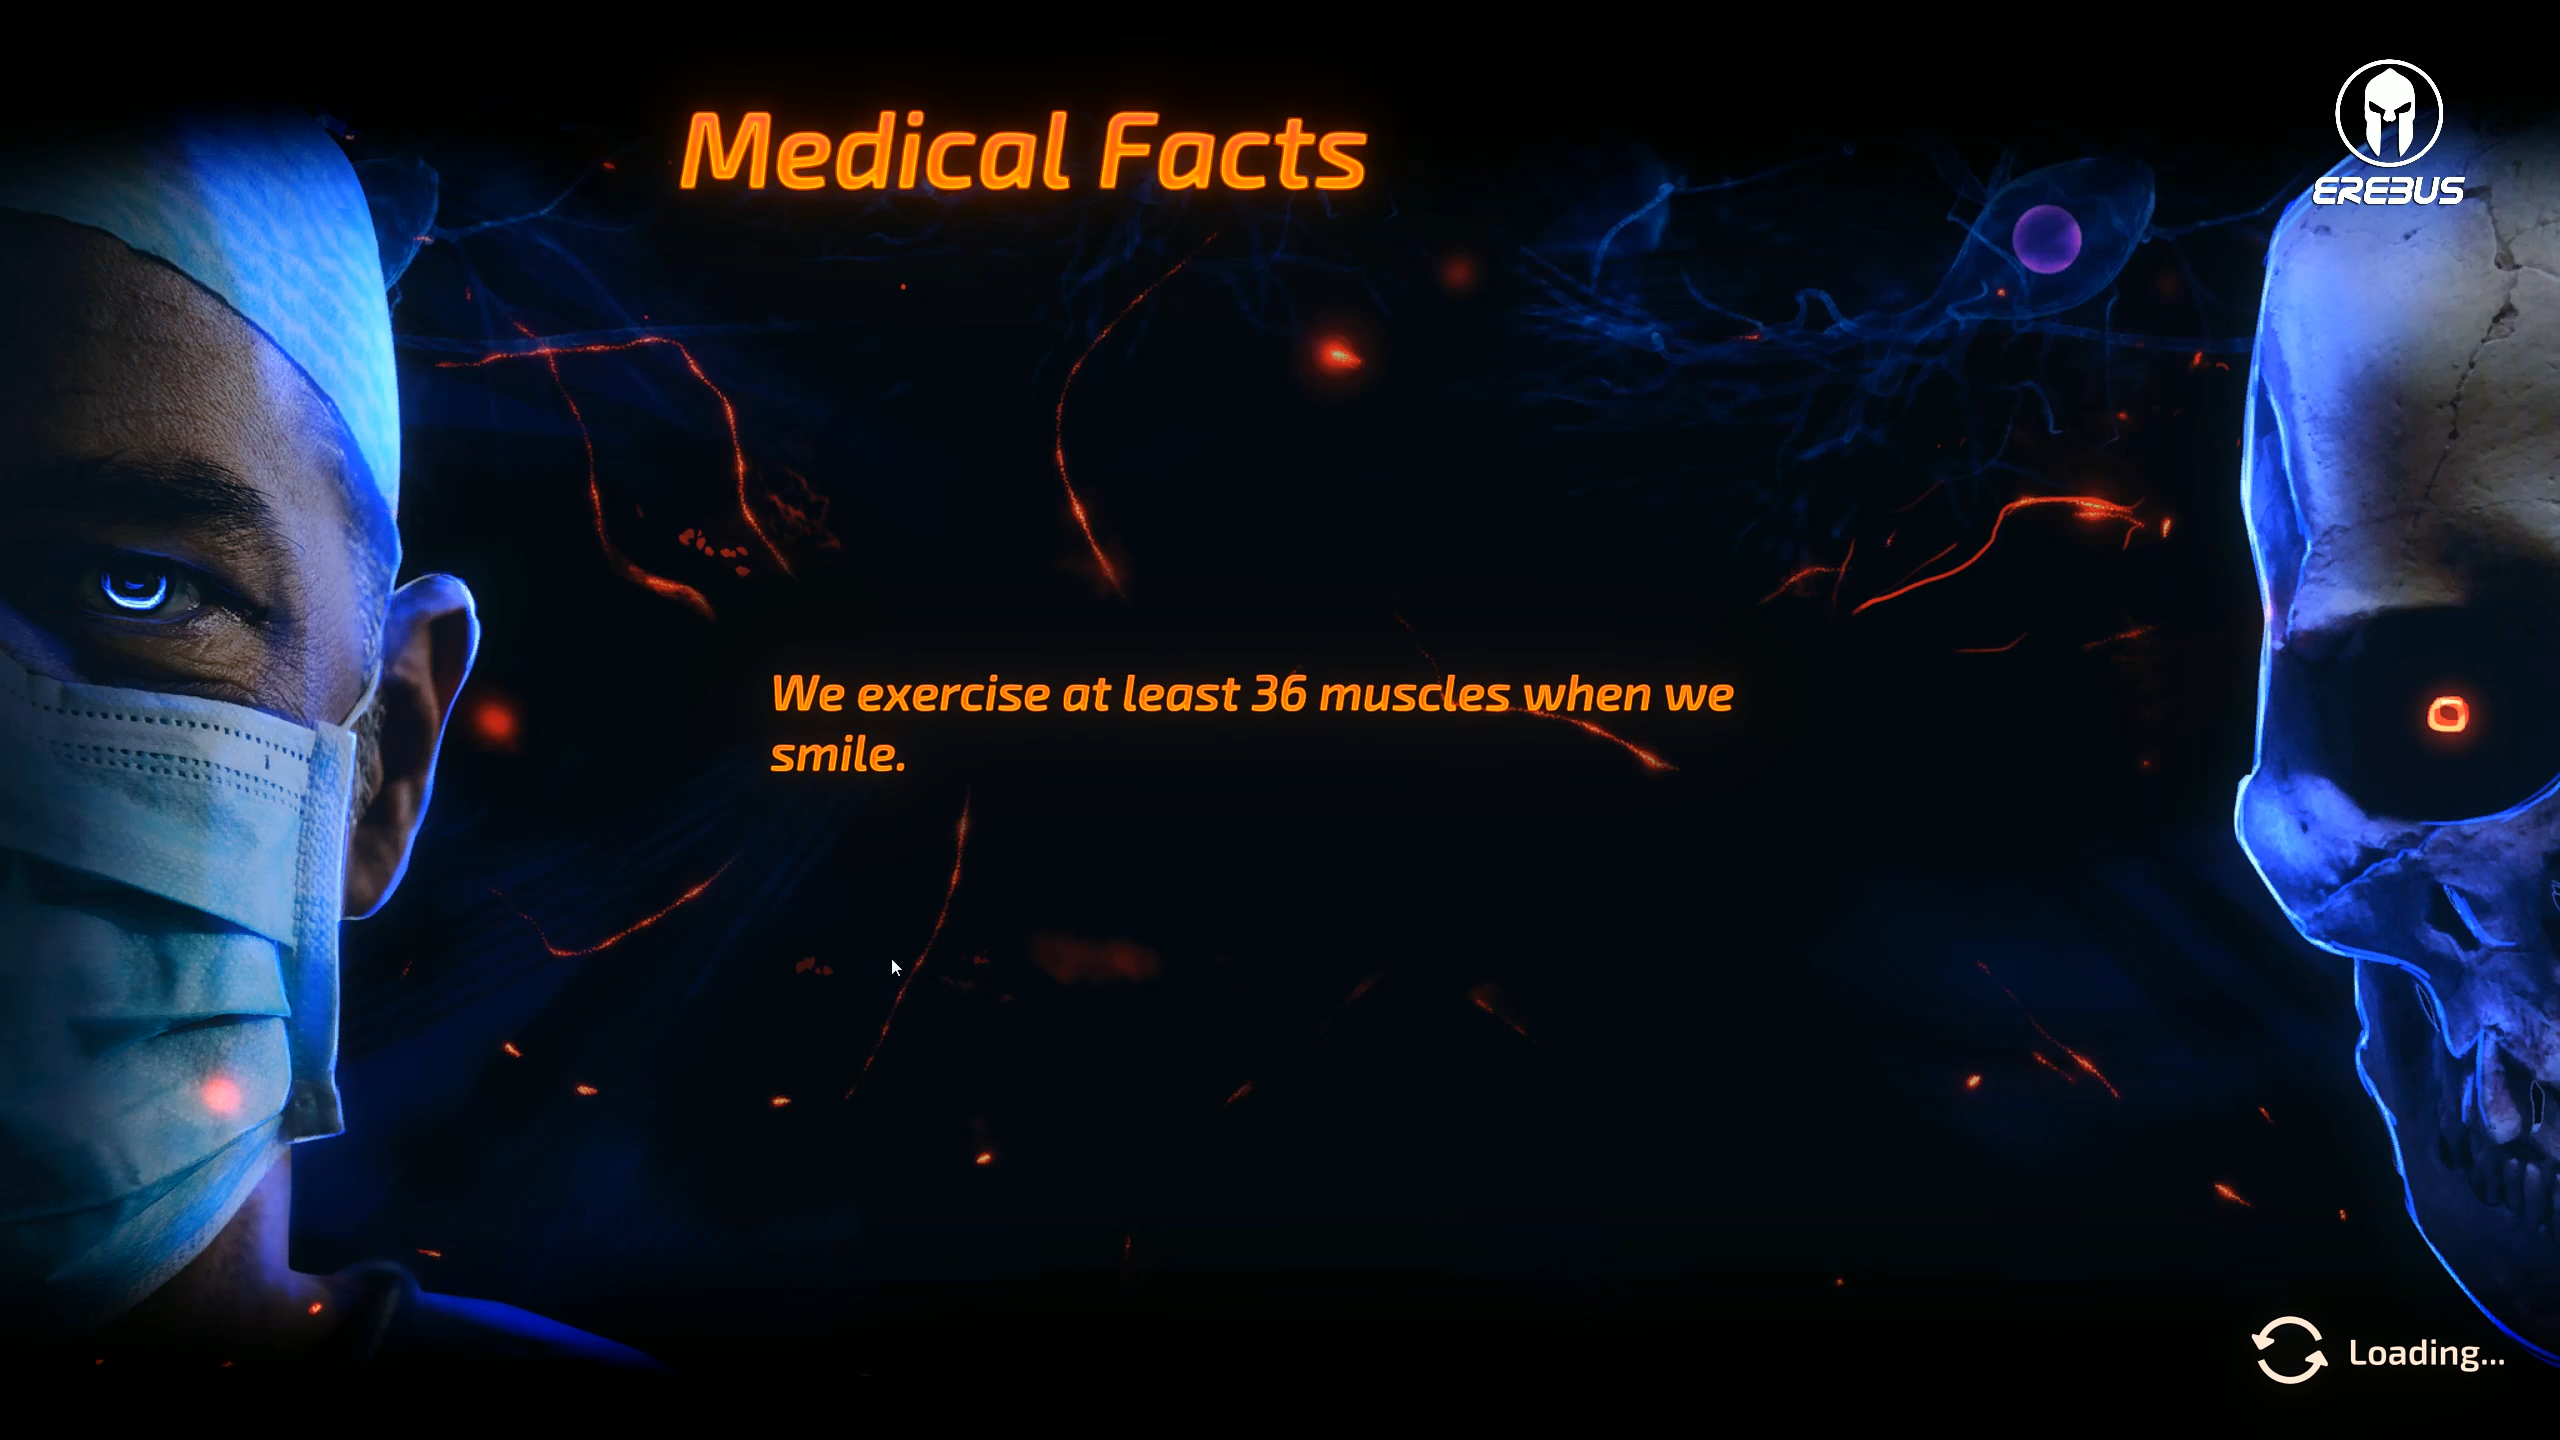 Medical Facts
EREBUS
We exercise at least 36 muscles when we
smile.
Loading...